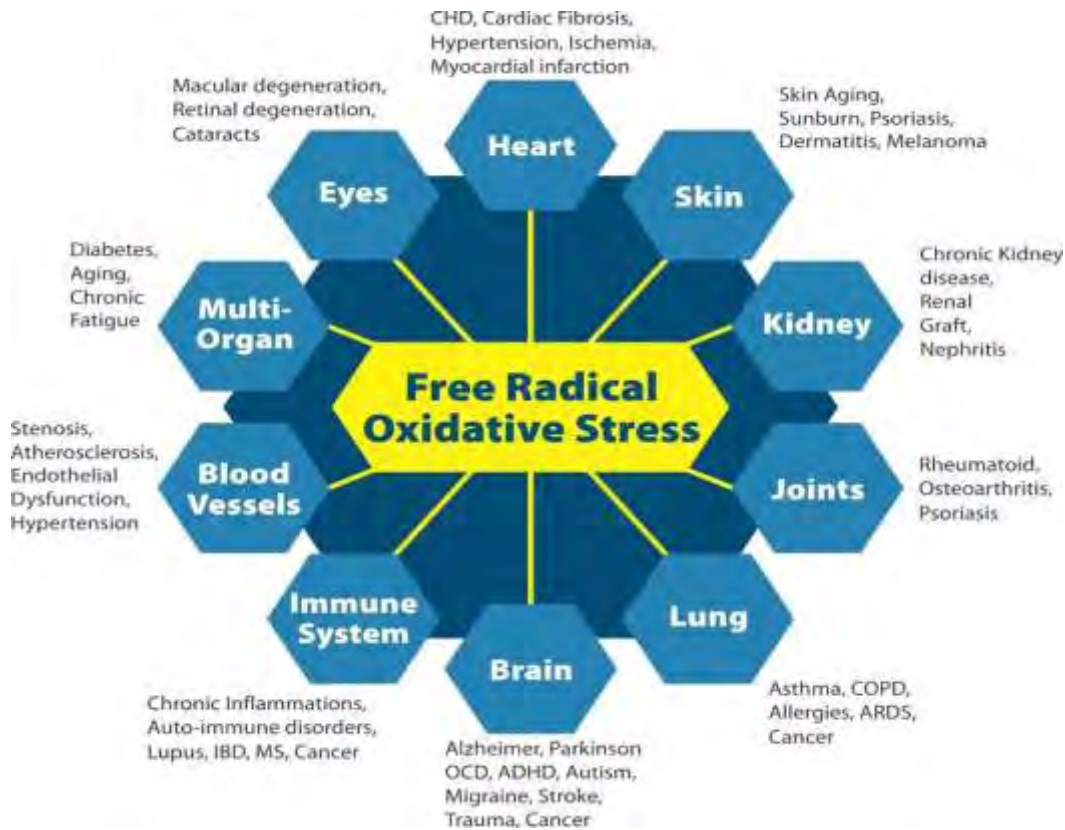 CHD, Cardiac Fibrosis,
Hypertension, Ischemia,
Myocardial infarction
Heart
Macular degeneration,
Retinal degeneration,
Cataracts
Eyes
Skin Aging,
Sunburn, Psoriasis,
Dermatitis, Melanoma
Skin
Diabetes,
Aging,
Chronic
Fatigue
Multi-
Organ
Chronic Kidney
disease,
Renal
Graft,
Nephritis
Kidney
Free Radical
Oxidative Stress
Stenosis,
Atherosclerosis,
Endothelial
Dysfunction,
Hypertension
Blood
Vessels
Joints
Rheumatoid,
Osteoarthritis,
Psoriasis
Immune
System
Chronic Inflammations,
Auto-immune disorders,
Lupus, IBD, MS, Cancer
Brain
Alzheimer, Parkinson
OCD, ADHD, Autism,
Migraine, Stroke,
Trauma, Cancer
Lung
Asthma, COPD,
Allergies, ARDS,
Cancer